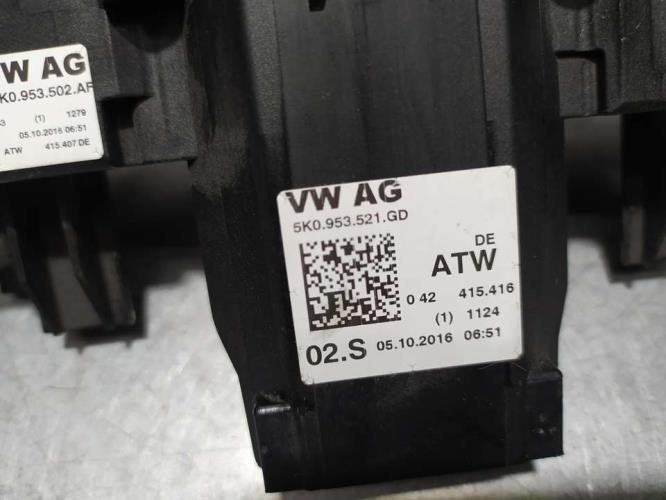 VW AG
K0.953.502.AF
(1) 1279
05.10.2016 06:51
ATW 415.407 DE
VW AG
5K0.953.521.GD
DE
ATW
0 42 415.416
(1) 1124
02.S 05.10.2016 06:51